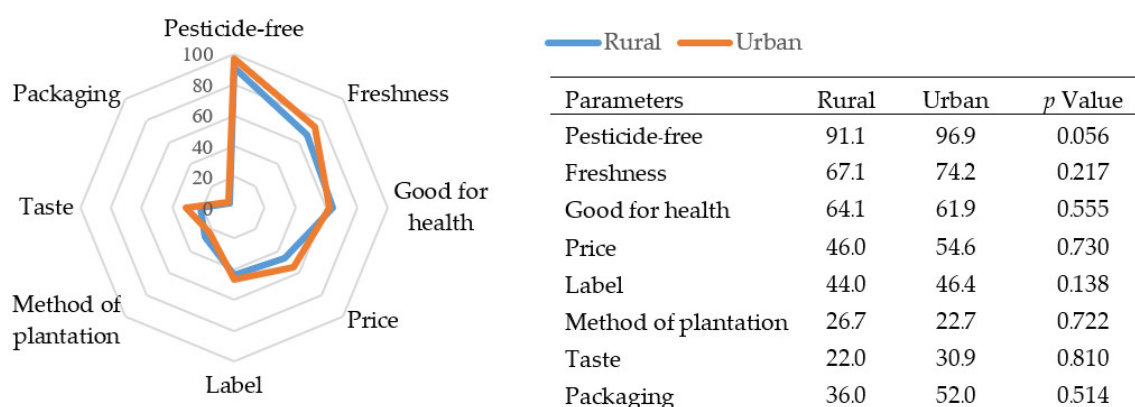 Pesticide-free
100
80
60
40
20
0
Packaging
Freshness
Taste
Good for
health
Method of
plantation
Price
Label
Rural Urban
Parameters Rural Urban p Value
Pesticide-free 91.1 96.9 0.056
Freshness 67.1 74.2 0.217
Good for health 64.1 61.9 0.555
Price 46.0 54.6 0.730
Label 44.0 46.4 0.138
Method of plantation 26.7 22.7 0.722
Taste 22.0 30.9 0.810
Packaging 36.0 52.0 0.514